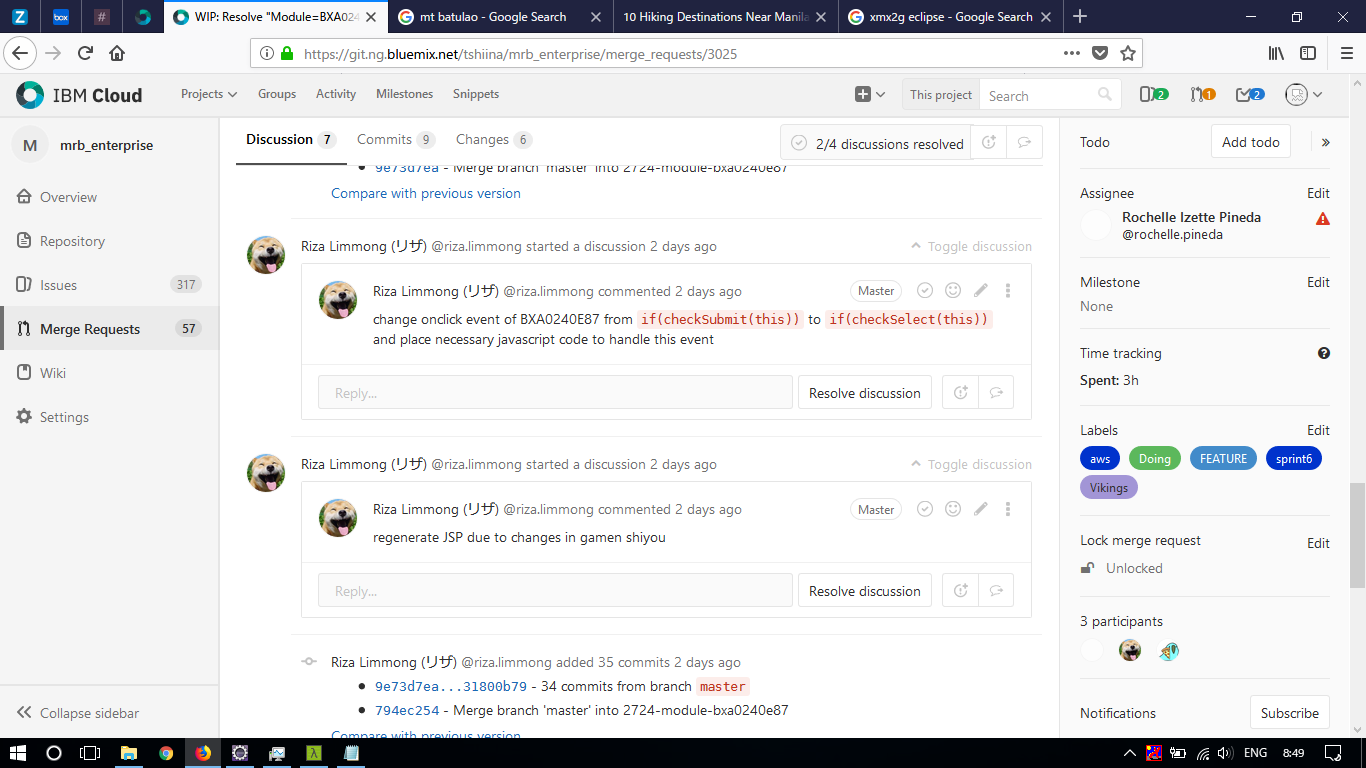 WIP: Resolve "Module=BXA024
mt batulao - Google Search
10 Hiking Destinations Near Manila
xmx2g eclipse - Google Search
https://git.ng.bluemix.net/tshiina/mrb_enterprise/merge_requests/3025
IBM Cloud
Projects
Groups
Activity
Milestones
Snippets
This project
Search
2
1
2
M
mrb_enterprise
Overview
Repository
Issues
317
Merge Requests
57
Wiki
Settings
Collapse sidebar
Discussion 7
Commits 9
Changes 6
2/4 discussions resolved
9e73d7ea - Merge branch 'master' into 2724-module-bxa0240e87
Compare with previous version
Riza Limmong (リザ) @riza.limmong started a discussion 2 days ago
Toggle discussion
Riza Limmong (リザ) @riza.limmong commented 2 days ago
Master
change onclick event of BXA0240E87 from if(checkSubmit(this)) to if(checkSelect(this))
and place necessary javascript code to handle this event
Reply...
Resolve discussion
Riza Limmong (リザ) @riza.limmong started a discussion 2 days ago
Toggle discussion
Riza Limmong (リザ) @riza.limmong commented 2 days ago
Master
regenerate JSP due to changes in gamen shiyou
Reply...
Resolve discussion
Riza Limmong (リザ) @riza.limmong added 35 commits 2 days ago
9e73d7ea...31800b79 - 34 commits from branch master
794ec254 - Merge branch 'master' into 2724-module-bxa0240e87
Compare with previous version
Todo
Add todo
Assignee
Edit
Rochelle Izette Pineda
@rochelle.pineda
Milestone
Edit
None
Time tracking
Spent: 3h
Labels
Edit
aws
Doing
FEATURE
sprint6
Vikings
Lock merge request
Edit
Unlocked
3 participants
Notifications
Subscribe
ENG
8:49